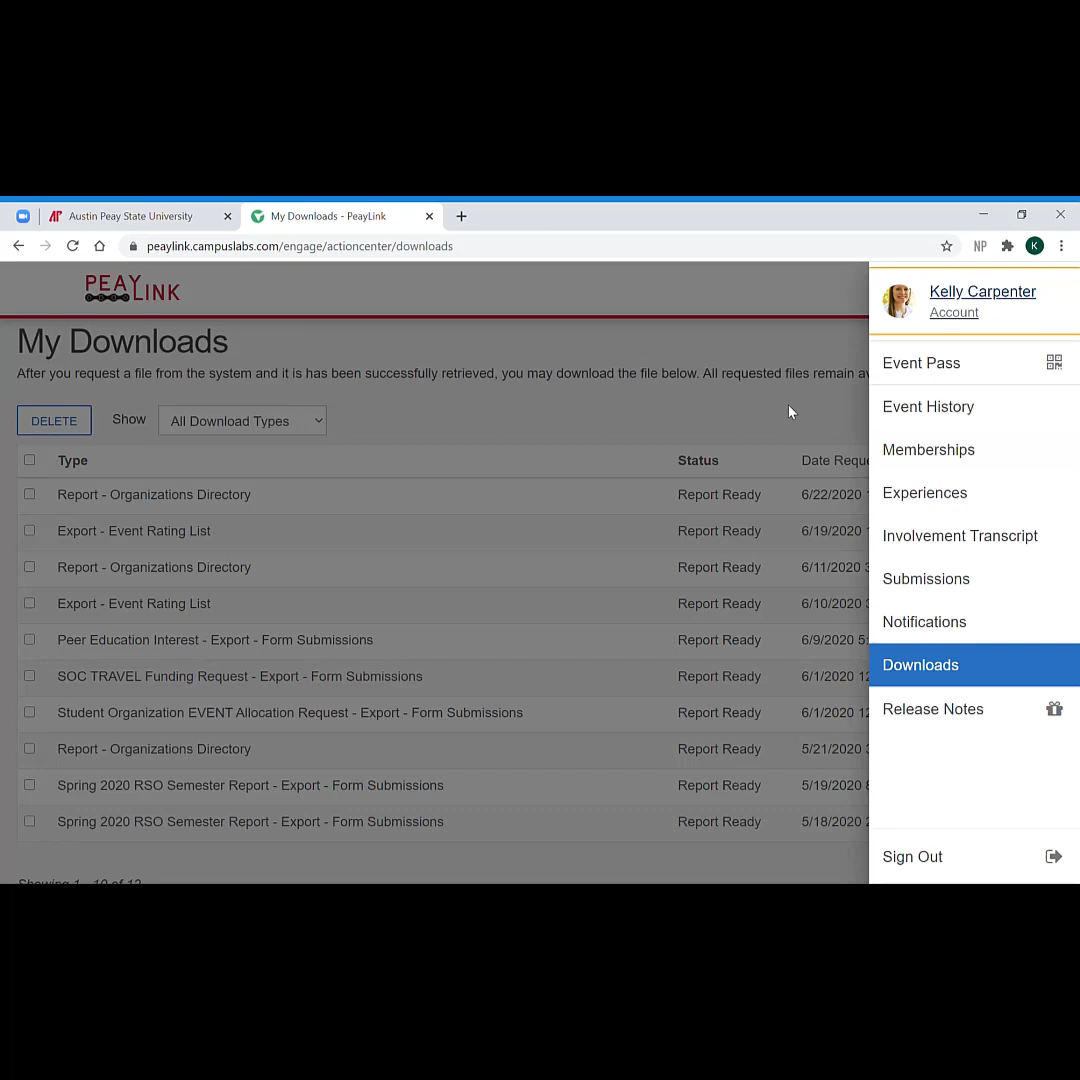 Austin Peay State University
My Downloads - PeayLink
peaylink.campuslabs.com/engage/actioncenter/downloads
NP
K
PEAY LINK
My Downloads
After you request a file from the system and it is has been successfully retrieved, you may download the file below. All requested files remain
DELETE
Show
All Download Types
Type Status Date
Report - Organizations Directory Report Ready 6/22/2020
Export - Event Rating List Report Ready 6/19/2020
Report - Organizations Directory Report Ready 6/11/2020
Export - Event Rating List Report Ready 6/10/2020
Peer Education Interest - Export - Form Submissions Report Ready 6/9/2020
SOC TRAVEL Funding Request - Export - Form Submissions Report Ready 6/1/2020
Student Organization EVENT Allocation Request - Export - Form Submissions Report Ready 6/1/2020
Report - Organizations Directory Report Ready 5/21/2020
Spring 2020 RSO Semester Report - Export - Form Submissions Report Ready 5/19/2020
Spring 2020 RSO Semester Report - Export - Form Submissions Report Ready 5/18/2020
Showing 1 - 10 of
Kelly Carpenter
Account
Event Pass
Event History
Memberships
Experiences
Involvement Transcript
Submissions
Notifications
Downloads
Release Notes
Sign Out